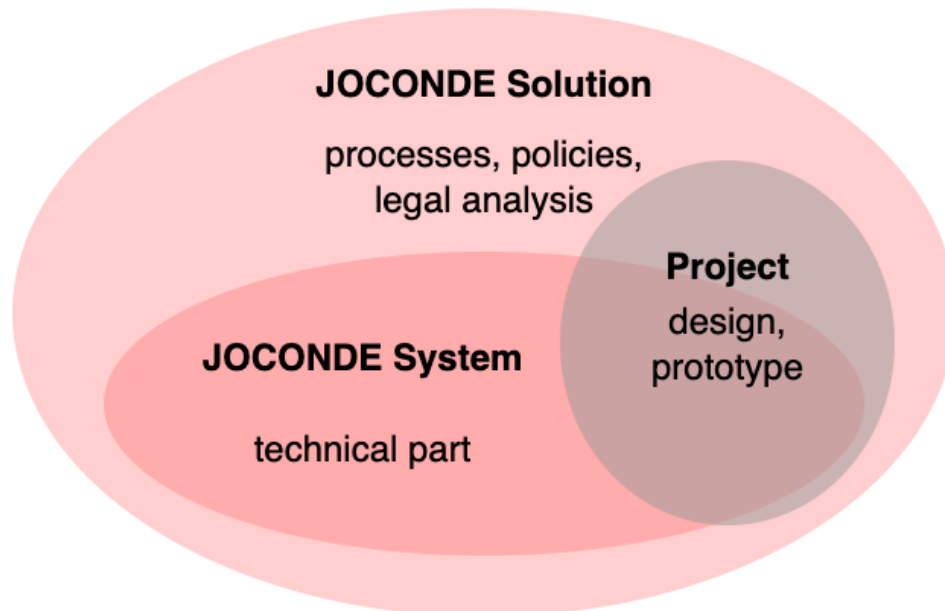 JOCONDE Solution
processes, policies,
legal analysis
Project
design,
prototype
JOCONDE System
technical part